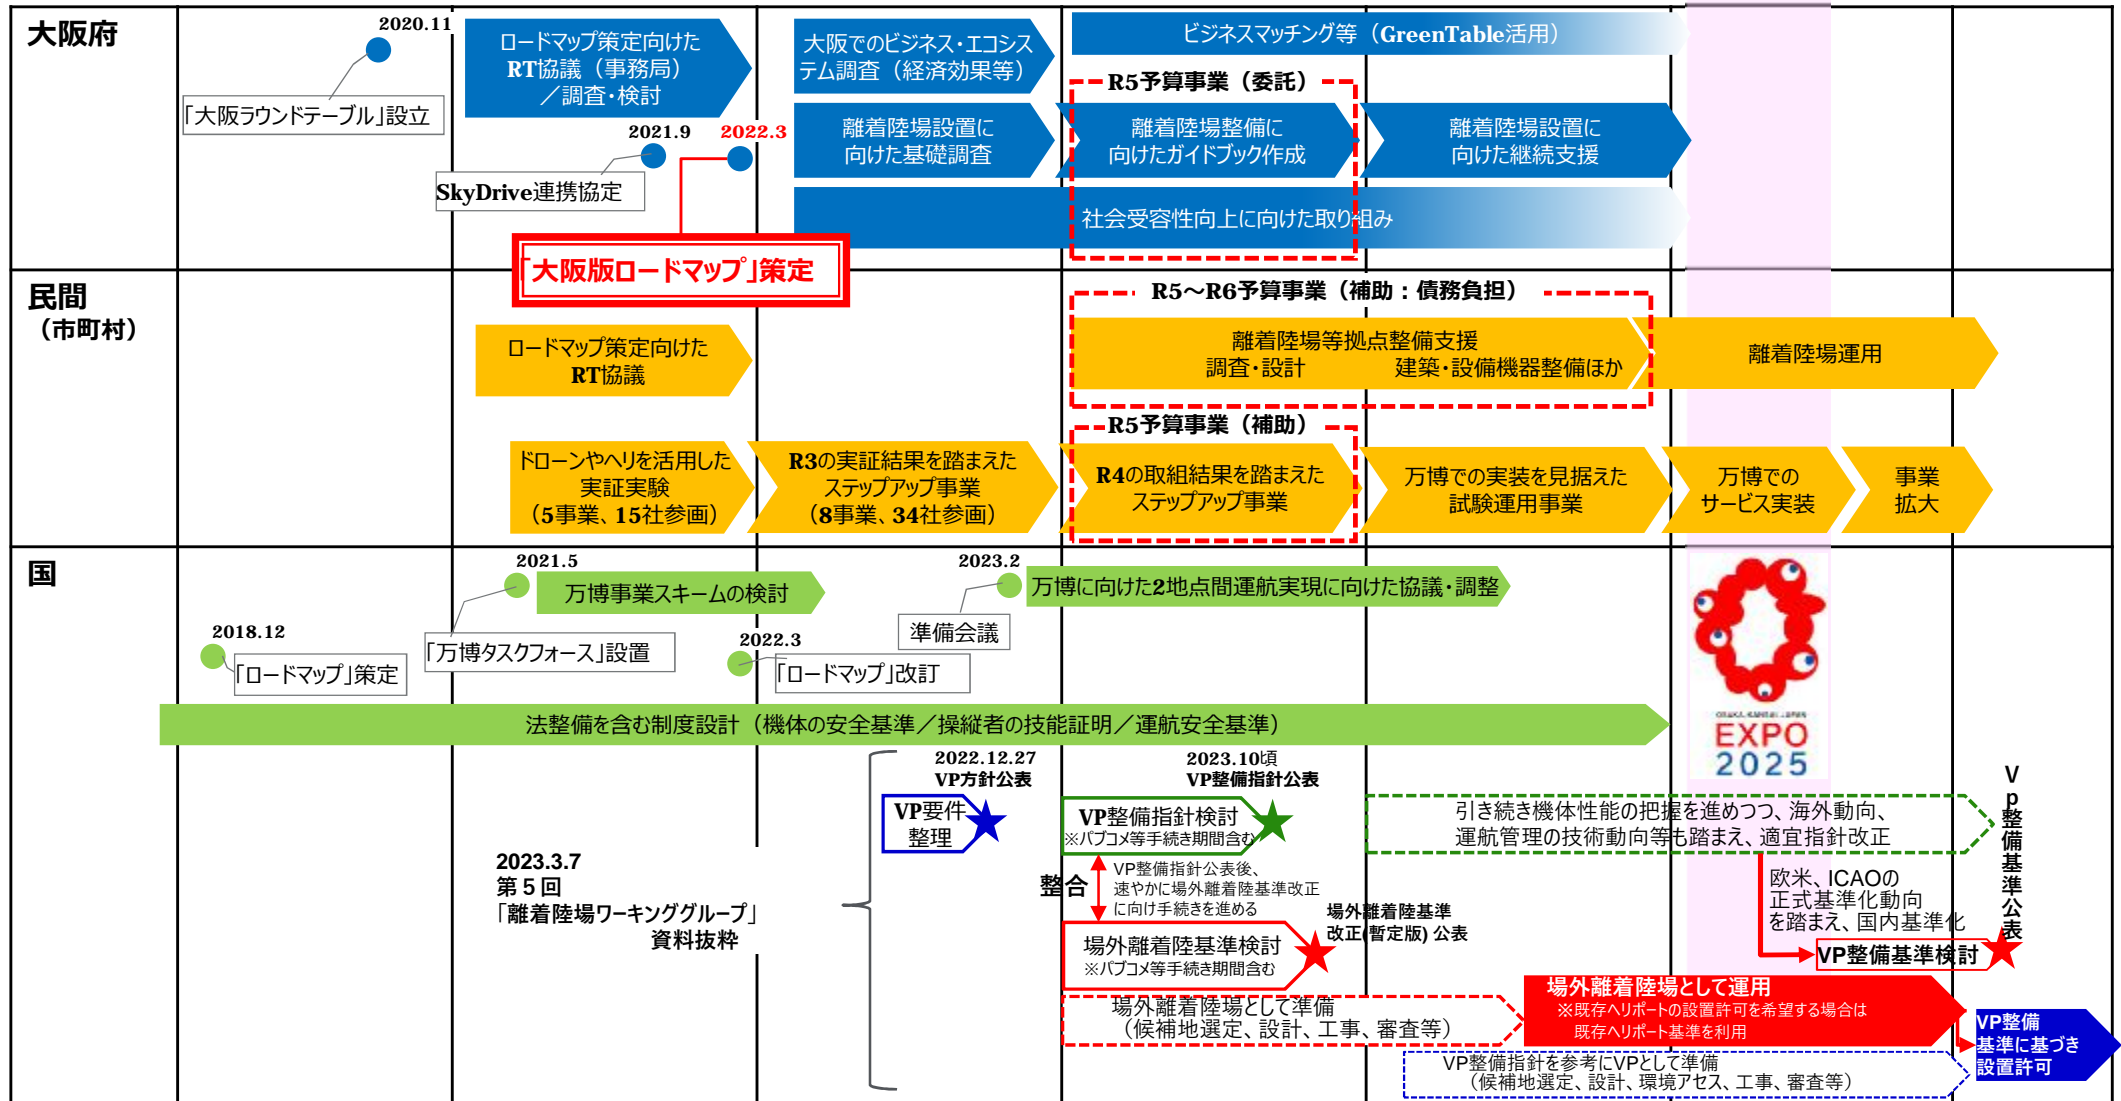 大阪府
2020.11
「大阪ラウンドテーブル」設立
ロードマップ策定向けた
RT協議（事務局）
／調査・検討
2021.9
SkyDrive連携協定
2022.3
「大阪版ロードマップ」策定
大阪でのビジネス・エコシス
テム調査（経済効果等）
ビジネスマッチング等（GreenTable活用）
R5予算事業（委託）
離着陸場設置に
向けた基礎調査
離着陸場整備に
向けたガイドブック作成
離着陸場設置に
向けた継続支援
社会受容性向上に向けた取り組み
民間
（市町村）
ロードマップ策定向けた
RT協議
R5～R6予算事業（補助：債務負担）
離着陸場等拠点整備支援
調査・設計 建築・設備機器整備ほか
離着陸場運用
R5予算事業（補助）
ドローンやヘリを活用した
実証実験
（5事業、15社参画）
R3の実証結果を踏まえた
ステップアップ事業
（8事業、34社参画）
R4の取組結果を踏まえた
ステップアップ事業
万博での実装を見据えた
試験運用事業
万博での
サービス実装
事業
拡大
国
2018.12
「ロードマップ」策定
2021.5
「万博タスクフォース」設置
万博事業スキームの検討
2022.3
「ロードマップ」改訂
2023.2
準備会議
万博に向けた2地点間運航実現に向けた協議・調整
OSAKA, KANSAI, JAPAN
EXPO
2025
法整備を含む制度設計（機体の安全基準／操縦者の技能証明／運航安全基準）
2023.3.7
第５回
「離着陸場ワーキンググループ」
資料抜粋
2022.12.27
VP方針公表
VP要件
整理
2023.10頃
VP整備指針公表
VP整備指針検討
※パブコメ等手続き期間含む
整合
VP整備指針公表後、
速やかに場外離着陸基準改正
に向け手続きを進める
場外離着陸基準検討
※パブコメ等手続き期間含む
場外離着陸基準
改正(暫定版) 公表
引き続き機体性能の把握を進めつつ、海外動向、
運航管理の技術動向等も踏まえ、適宜指針改正
欧米、ICAOの
正式基準化動向
を踏まえ、国内基準化
VP整備基準検討
Vp整備基準公表
場外離着陸場として準備
（候補地選定、設計、工事、審査等）
場外離着陸場として運用
※既存ヘリポートの設置許可を希望する場合は
既存ヘリポート基準を利用
VP整備指針を参考にVPとして準備
（候補地選定、設計、環境アセス、工事、審査等）
VP整備
基準に基づき
設置許可